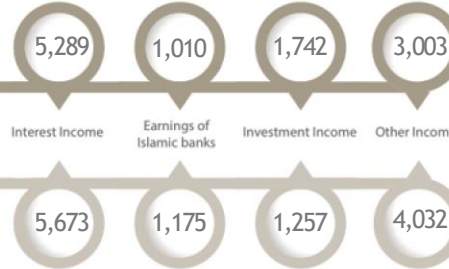 5,289 1,010 1,742 3,003
Interest Income Earnings of Islamic banks Investment Income Other Incom
5,673 1,175 1,257 4,032